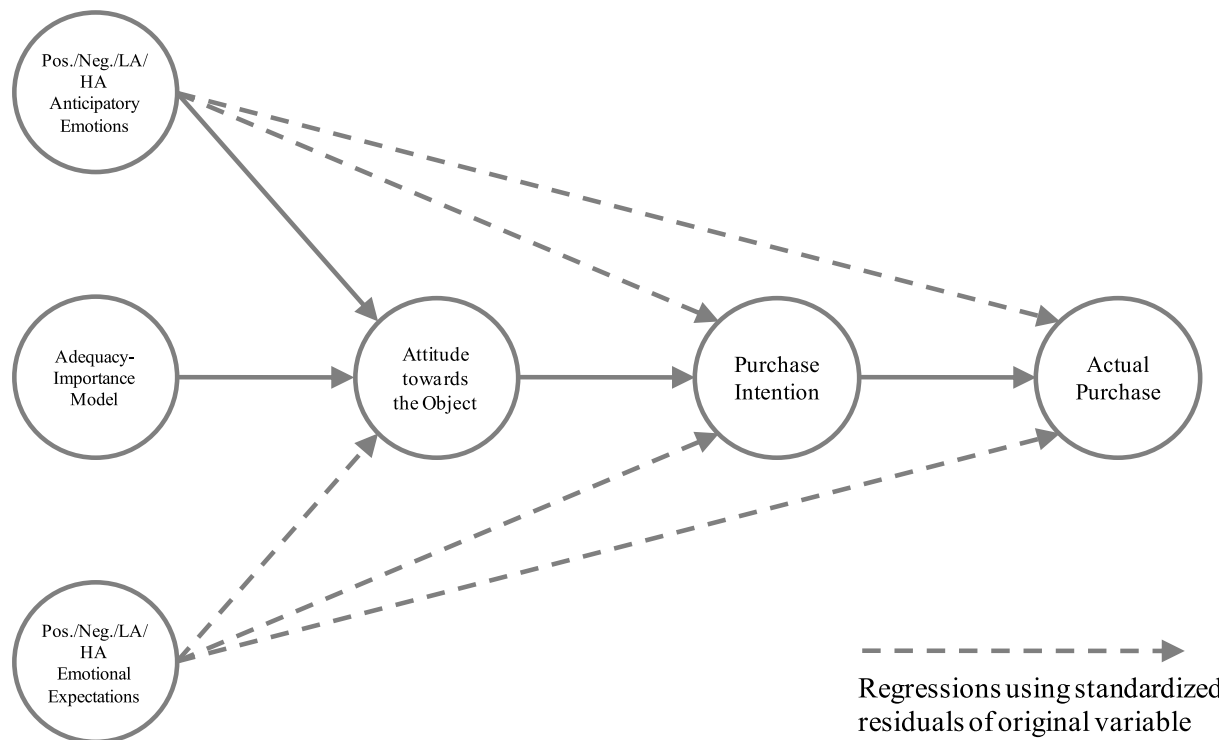 Pos./Neg./LA/
HA
Anticipatory
Emotions
Adequacy-
Importance
Model
Attitude
towards
the Object
Purchase
Intention
Actual
Purchase
Pos./Neg./LA/
HA
Emotional
Expectations
Regressions using standardized
residuals of original variable